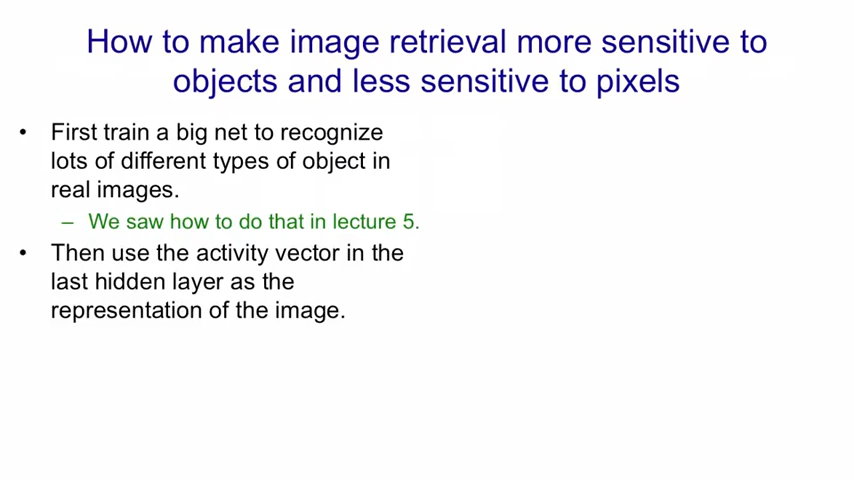 How to make image retrieval more sensitive to
objects and less sensitive to pixels
• First train a big net to recognize
lots of different types of object in
real images.
– We saw how to do that in lecture 5.
• Then use the activity vector in the
last hidden layer as the
representation of the image.